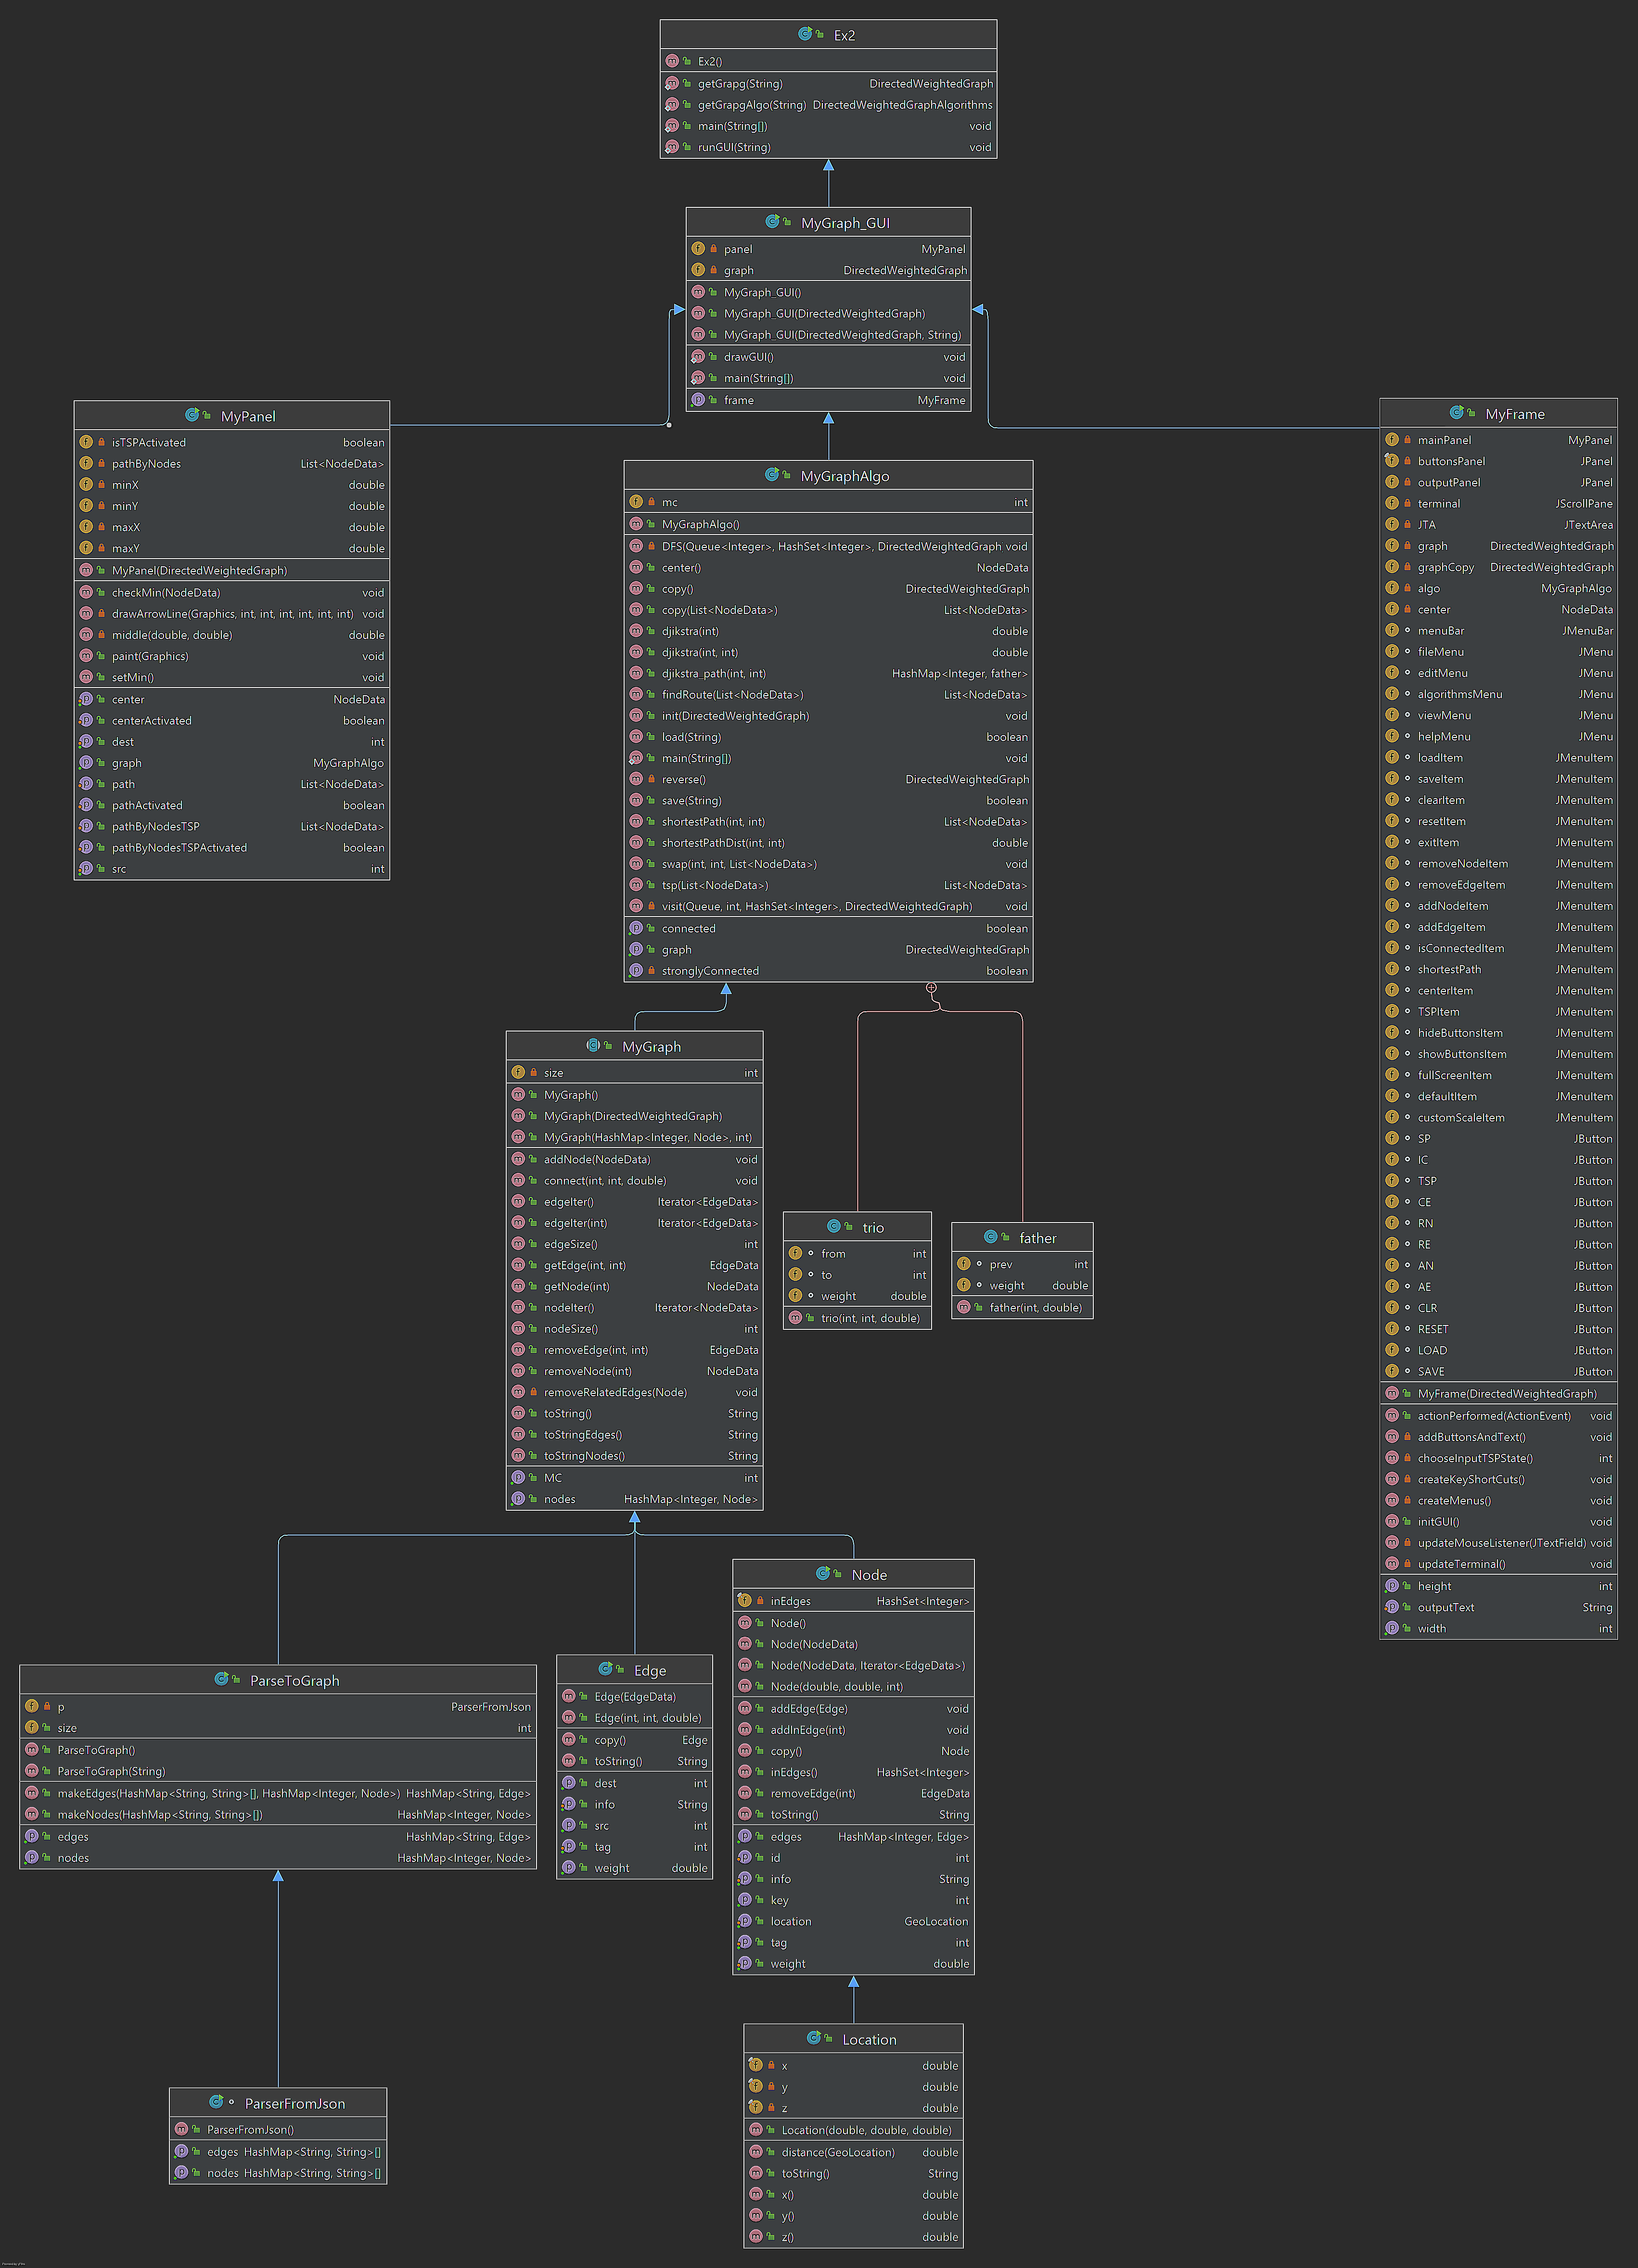 Ex2
Ex2()
getGrapg(String) DirectedWeightedGraph
getGrapgAlgo(String) DirectedWeightedGraphAlgorithms
main(String[]) void
runGUI(String) void
MyGraph_GUI
panel MyPanel
graph DirectedWeightedGraph
MyGraph_GUI()
MyGraph_GUI(DirectedWeightedGraph)
MyGraph_GUI(DirectedWeightedGraph, String)
drawGUI() void
main(String[]) void
frame MyFrame
MyPanel
isTSPActivated boolean
pathByNodes List<NodeData>
minX double
minY double
maxX double
maxY double
MyPanel(DirectedWeightedGraph)
checkMin(NodeData) void
drawArrowLine(Graphics, int, int, int, int, int, int) void
middle(double, double) double
paint(Graphics) void
setMin() void
center NodeData
centerActivated boolean
dest int
graph MyGraphAlgo
path List<NodeData>
pathActivated boolean
pathByNodesTSP List<NodeData>
pathByNodesTSPActivated boolean
src int
MyGraphAlgo
mc int
MyGraphAlgo()
DFS(Queue<Integer>, HashSet<Integer>, DirectedWeightedGraph void
center() NodeData
copy() DirectedWeightedGraph
copy(List<NodeData>) List<NodeData>
djikstra(int) double
djikstra(int, int) double
djikstra_path(int, int) HashMap<Integer, father>
findRoute(List<NodeData>) List<NodeData>
init(DirectedWeightedGraph) void
load(String) boolean
main(String[]) void
reverse() DirectedWeightedGraph
save(String) boolean
shortestPath(int, int) List<NodeData>
shortestPathDist(int, int) double
swap(int, int, List<NodeData>) void
tsp(List<NodeData>) List<NodeData>
visit(Queue, int, HashSet<Integer>, DirectedWeightedGraph) void
connected boolean
graph DirectedWeightedGraph
stronglyConnected boolean
MyFrame
mainPanel MyPanel
buttonsPanel JPanel
outputPanel JPanel
terminal JScrollPane
JTA JTextArea
graph DirectedWeightedGraph
graphCopy DirectedWeightedGraph
algo MyGraphAlgo
center NodeData
menuBar JMenuBar
fileMenu JMenu
editMenu JMenu
algorithmsMenu JMenu
viewMenu JMenu
helpMenu JMenu
loadItem JMenuItem
saveItem JMenuItem
clearItem JMenuItem
resetItem JMenuItem
exitItem JMenuItem
removeNodeItem JMenuItem
removeEdgeItem JMenuItem
addNodeItem JMenuItem
addEdgeItem JMenuItem
isConnectedItem JMenuItem
shortestPath JMenuItem
centerItem JMenuItem
TSPItem JMenuItem
hideButtonsItem JMenuItem
showButtonsItem JMenuItem
fullScreenItem JMenuItem
defaultItem JMenuItem
customScaleItem JMenuItem
SP JButton
IC JButton
TSP JButton
CE JButton
RN JButton
RE JButton
AN JButton
AE JButton
CLR JButton
RESET JButton
LOAD JButton
SAVE JButton
MyFrame(DirectedWeightedGraph)
actionPerformed(ActionEvent) void
addButtonsAndText() void
chooseInputTSPState() int
createKeyShortCuts() void
createMenus() void
initGUI() void
updateMouseListener(JTextField) void
updateTerminal() void
height int
outputText String
width int
MyGraph
size int
MyGraph()
MyGraph(DirectedWeightedGraph)
MyGraph(HashMap<Integer, Node>, int)
addNode(NodeData) void
connect(int, int, double) void
edgeIter() Iterator<EdgeData>
edgeIter(int) Iterator<EdgeData>
edgeSize() int
getEdge(int, int) EdgeData
getNode(int) NodeData
nodeIter() Iterator<NodeData>
nodeSize() int
removeEdge(int, int) EdgeData
removeNode(int) NodeData
removeRelatedEdges(Node) void
toString() String
toStringEdges() String
toStringNodes() String
MC int
nodes HashMap<Integer, Node>
trio
from int
to int
weight double
trio(int, int, double)
father
prev int
weight double
father(int, double)
ParseToGraph
p ParserFromJson
size int
ParseToGraph()
ParseToGraph(String)
makeEdges(HashMap<String, String>[], HashMap<Integer, Node>) HashMap<String, Edge>
makeNodes(HashMap<String, String>[]) HashMap<Integer, Node>
edges HashMap<String, Edge>
nodes HashMap<Integer, Node>
Edge
Edge(EdgeData)
Edge(int, int, double)
copy() Edge
toString() String
dest int
info String
src int
tag int
weight double
Node
inEdges HashSet<Integer>
Node()
Node(NodeData)
Node(NodeData, Iterator<EdgeData>)
Node(double, double, int)
addEdge(Edge) void
addInEdge(int) void
copy() Node
inEdges() HashSet<Integer>
removeEdge(int) EdgeData
toString() String
edges HashMap<Integer, Edge>
id int
info String
key int
location GeoLocation
tag int
weight double
ParserFromJson
ParserFromJson()
edges HashMap<String, String>[]
nodes HashMap<String, String>[]
Location
x double
y double
z double
Location(double, double, double)
distance(GeoLocation) double
toString() String
x() double
y() double
z() double